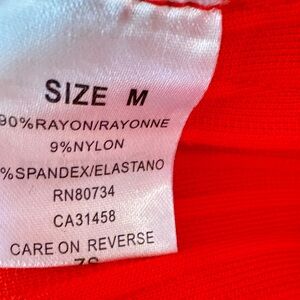 SIZE M
90%RAYON/RAYONNE
9%NYLON
%SPANDEX/ELASTANO
RN80734
CA31458
CARE ON REVERSE